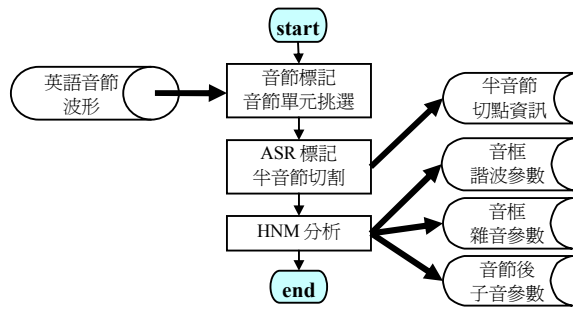 start
英語音節
波形
音節標記
音節單元挑選
半音節
切點資訊
ASR 標記
半音節切割
音框
諧波參數
HNM 分析
音框
雜音參數
end
音節後
子音參數